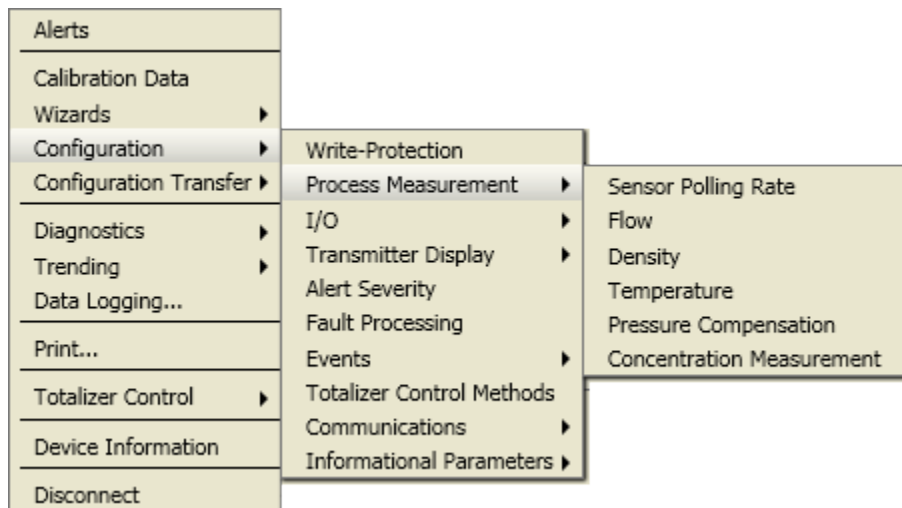 Alerts
Calibration Data
Wizards
Configuration
Configuration Transfer
Diagnostics
Trending
Data Logging...
Print...
Totalizer Control
Device Information
Disconnect
Write-Protection
Process Measurement
I/O
Transmitter Display
Alert Severity
Fault Processing
Events
Totalizer Control Methods
Communications
Informational Parameters
Sensor Polling Rate
Flow
Density
Temperature
Pressure Compensation
Concentration Measurement